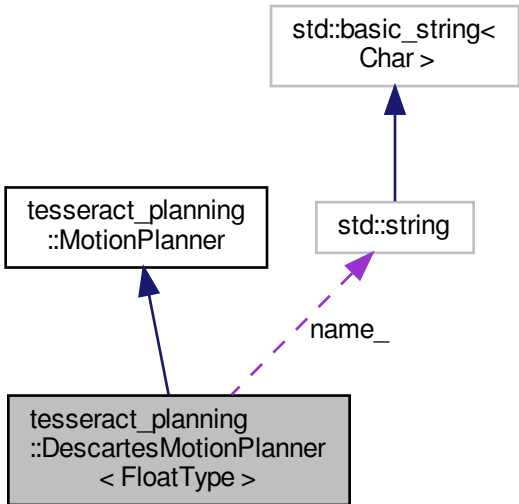 std::basic_string<
Char >
tesseract_planning
::MotionPlanner
std::string
name_
tesseract_planning
::DescartesMotionPlanner
< FloatType >